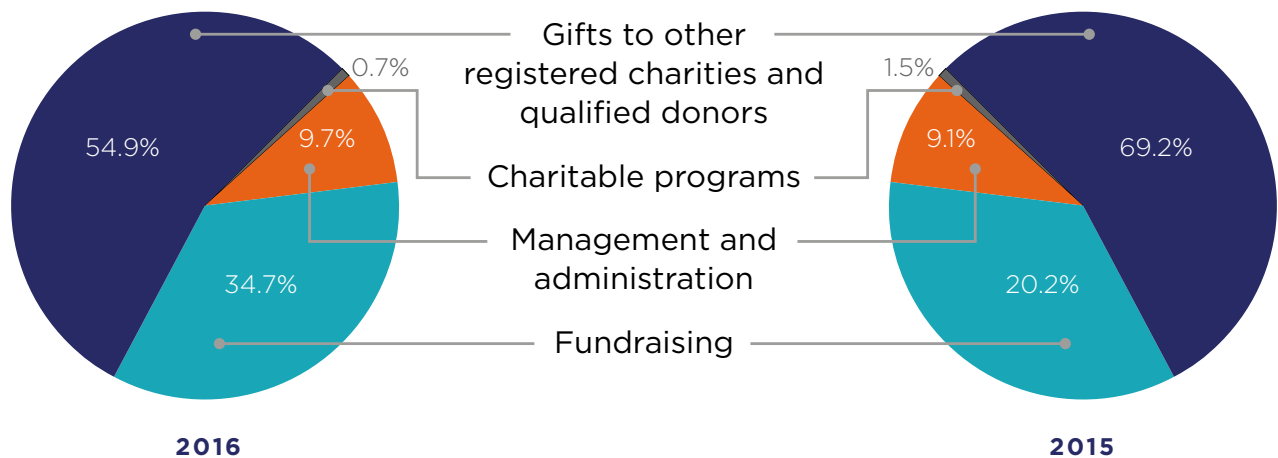 Gifts to other
registered charities and
qualified donors
0.7%
1.5%
54.9%
9.7%
9.1%
69.2%
Charitable programs
Management and
administration
34.7%
20.2%
Fundraising
2016
2015